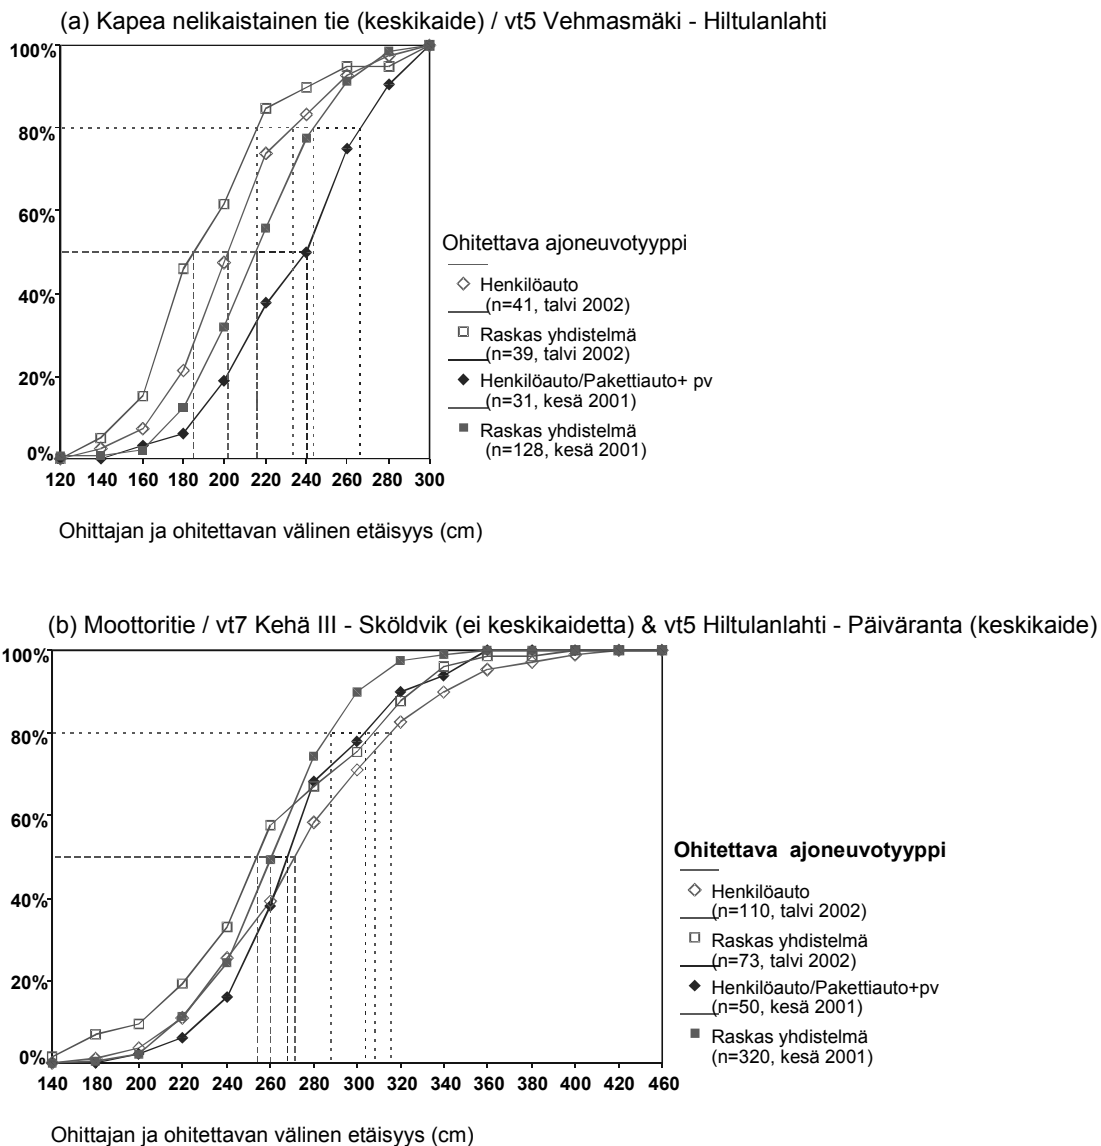 (a) Kapea nelikaistainen tie (keskikaide) / vt5 Vehmasmäki - Hiltulanlahti
100%
80%
60%
40%
20%
0%
120 140 160 180 200 220 240 260 280 300
Ohittajan ja ohitettavan välinen etäisyys (cm)
Ohitettava ajoneuvotyyppi
Henkilöauto
(n=41, talvi 2002)
Raskas yhdistelmä
(n=39, talvi 2002)
Henkilöauto/Pakettiauto+ pv
(n=31, kesä 2001)
Raskas yhdistelmä
(n=128, kesä 2001)
(b) Moottoritie / vt7 Kehä III - Sköldvik (ei keskikaidetta) & vt5 Hiltulanlahti - Päiväranta (keskikaide)
100%
80%
60%
40%
20%
0%
140 180 200 220 240 260 280 300 320 340 360 380 400 420 460
Ohittajan ja ohitettavan välinen etäisyys (cm)
Ohitettava ajoneuvotyyppi
Henkilöauto
(n=110, talvi 2002)
Raskas yhdistelmä
(n=73, talvi 2002)
Henkilöauto/Pakettiauto+pv
(n=50, kesä 2001)
Raskas yhdistelmä
(n=320, kesä 2001)